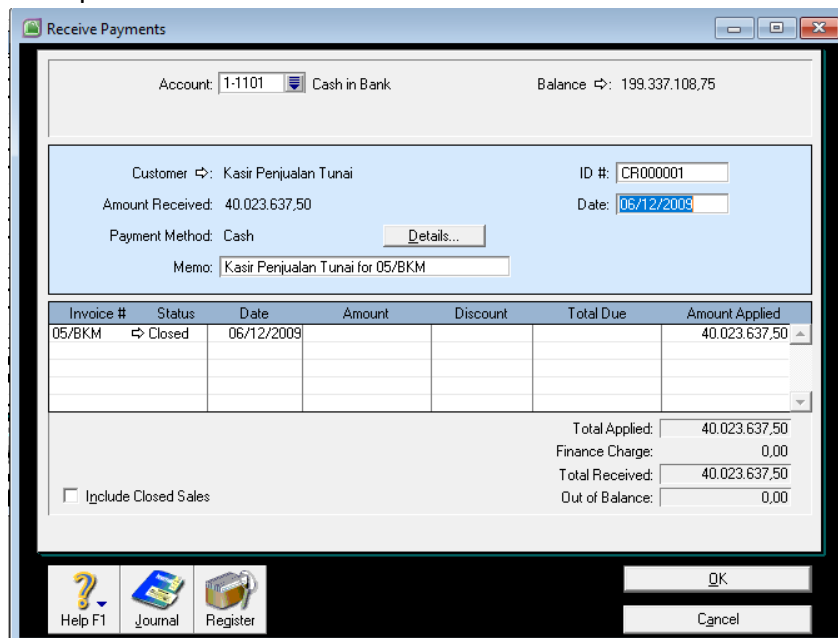 Receive Payments
Account: 1-1101 Cash in Bank Balance ⇨: 199.337.108,75
Customer ⇨: Kasir Penjualan Tunai ID #: CR000001
Amount Received: 40.023.637,50 Date: 06/12/2009
Payment Method: Cash Details...
Memo: Kasir Penjualan Tunai for 05/BKM
Invoice # Status Date Amount Discount Total Due Amount Applied
05/BKM ⇨ Closed 06/12/2009 40.023.637,50
Total Applied: 40.023.637,50
Finance Charge: 0,00
Total Received: 40.023.637,50
Include Closed Sales Out of Balance: 0,00
Help F1 Journal Register
OK
Cancel